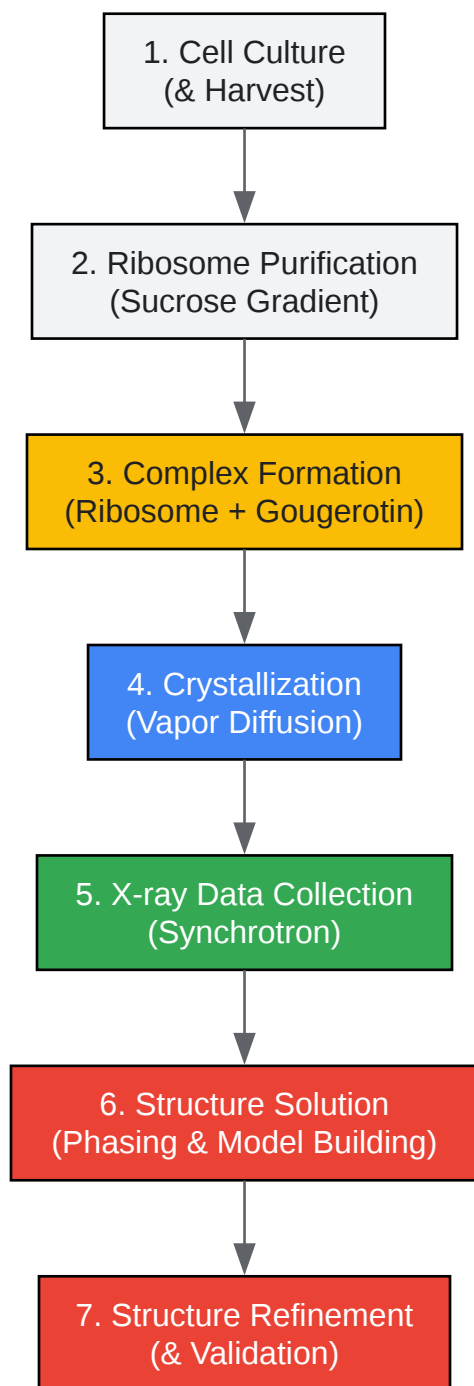 1. Cell Culture
(& Harvest)
2. Ribosome Purification
(Sucrose Gradient)
3. Complex Formation
(Ribosome + Gougerotin)
4. Crystallization
(Vapor Diffusion)
5. X-ray Data Collection
(Synchrotron)
6. Structure Solution
(Phasing & Model Building)
7. Structure Refinement
(& Validation)